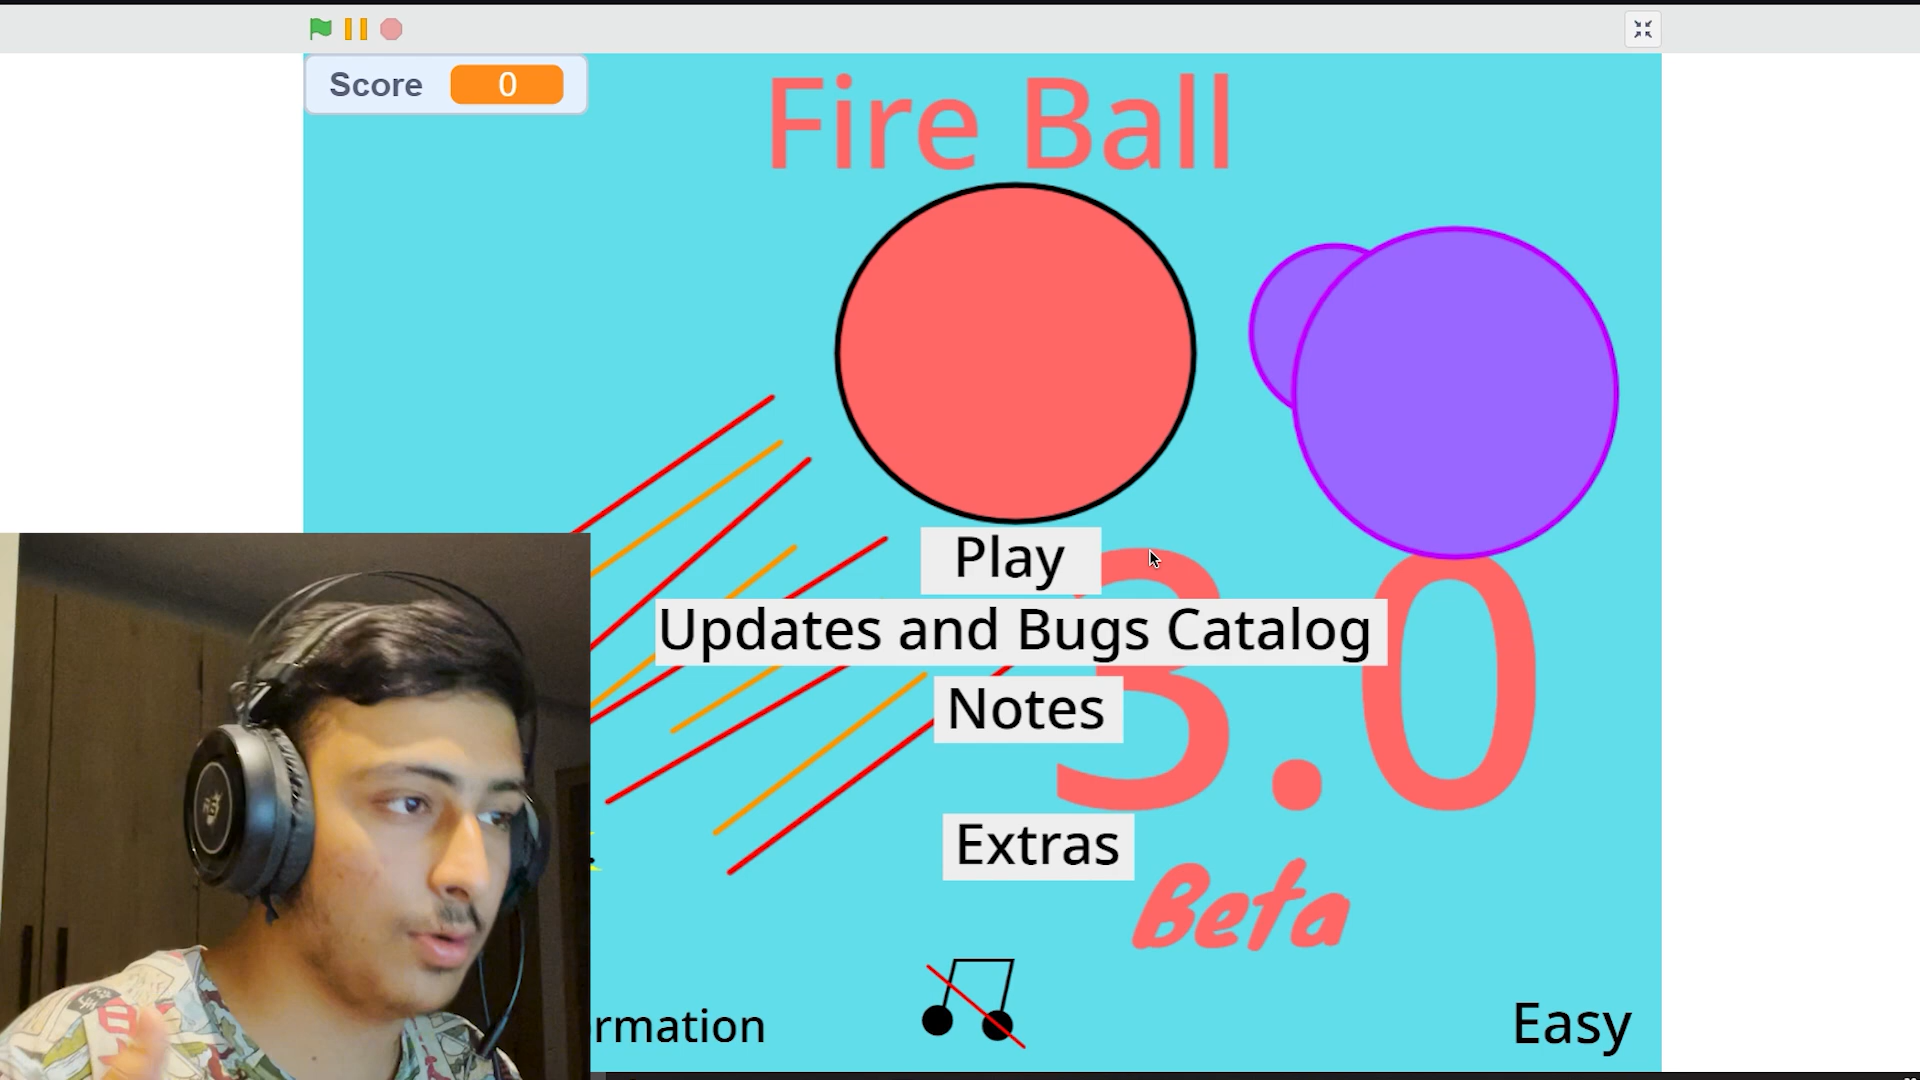 Score 0
Fire Ball
Play
Updates and Bugs Catalog
Notes
3.0
Extras
Beta
rmation
Easy